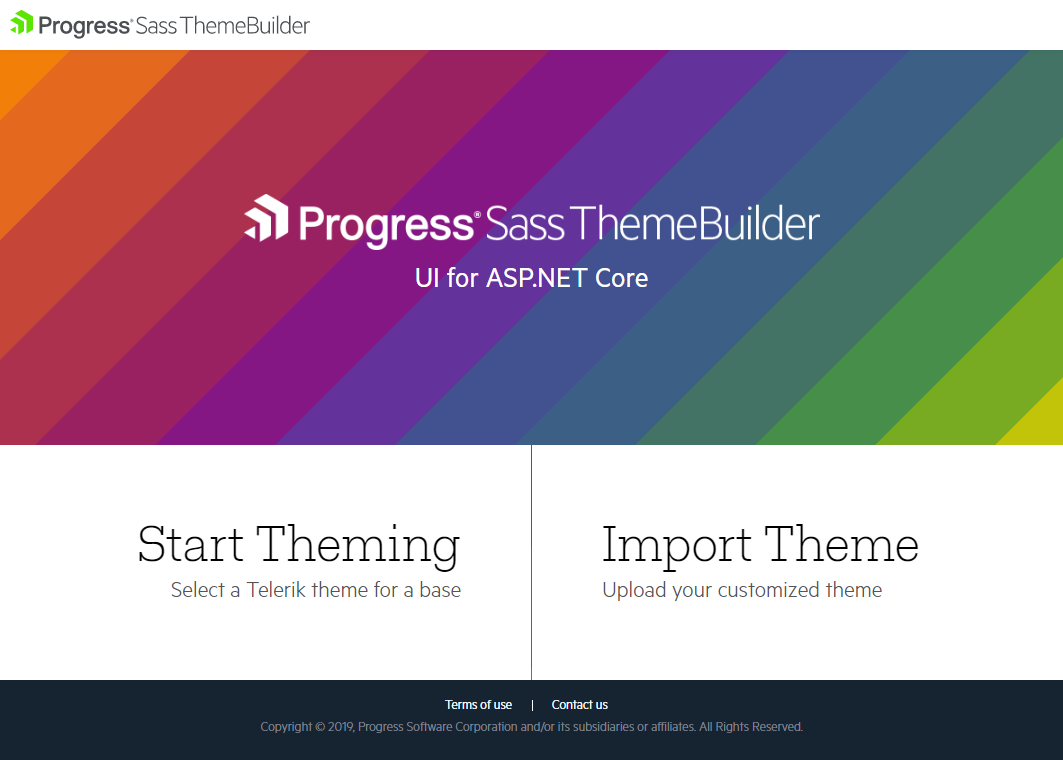 Progress® Sass ThemeBuilder
Progress® Sass ThemeBuilder
UI for ASP.NET Core
Start Theming
Select a Telerik theme for a base
Import Theme
Upload your customized theme
Terms of use | Contact us
Copyright © 2019, Progress Software Corporation and/or its subsidiaries or affiliates. All Rights Reserved.